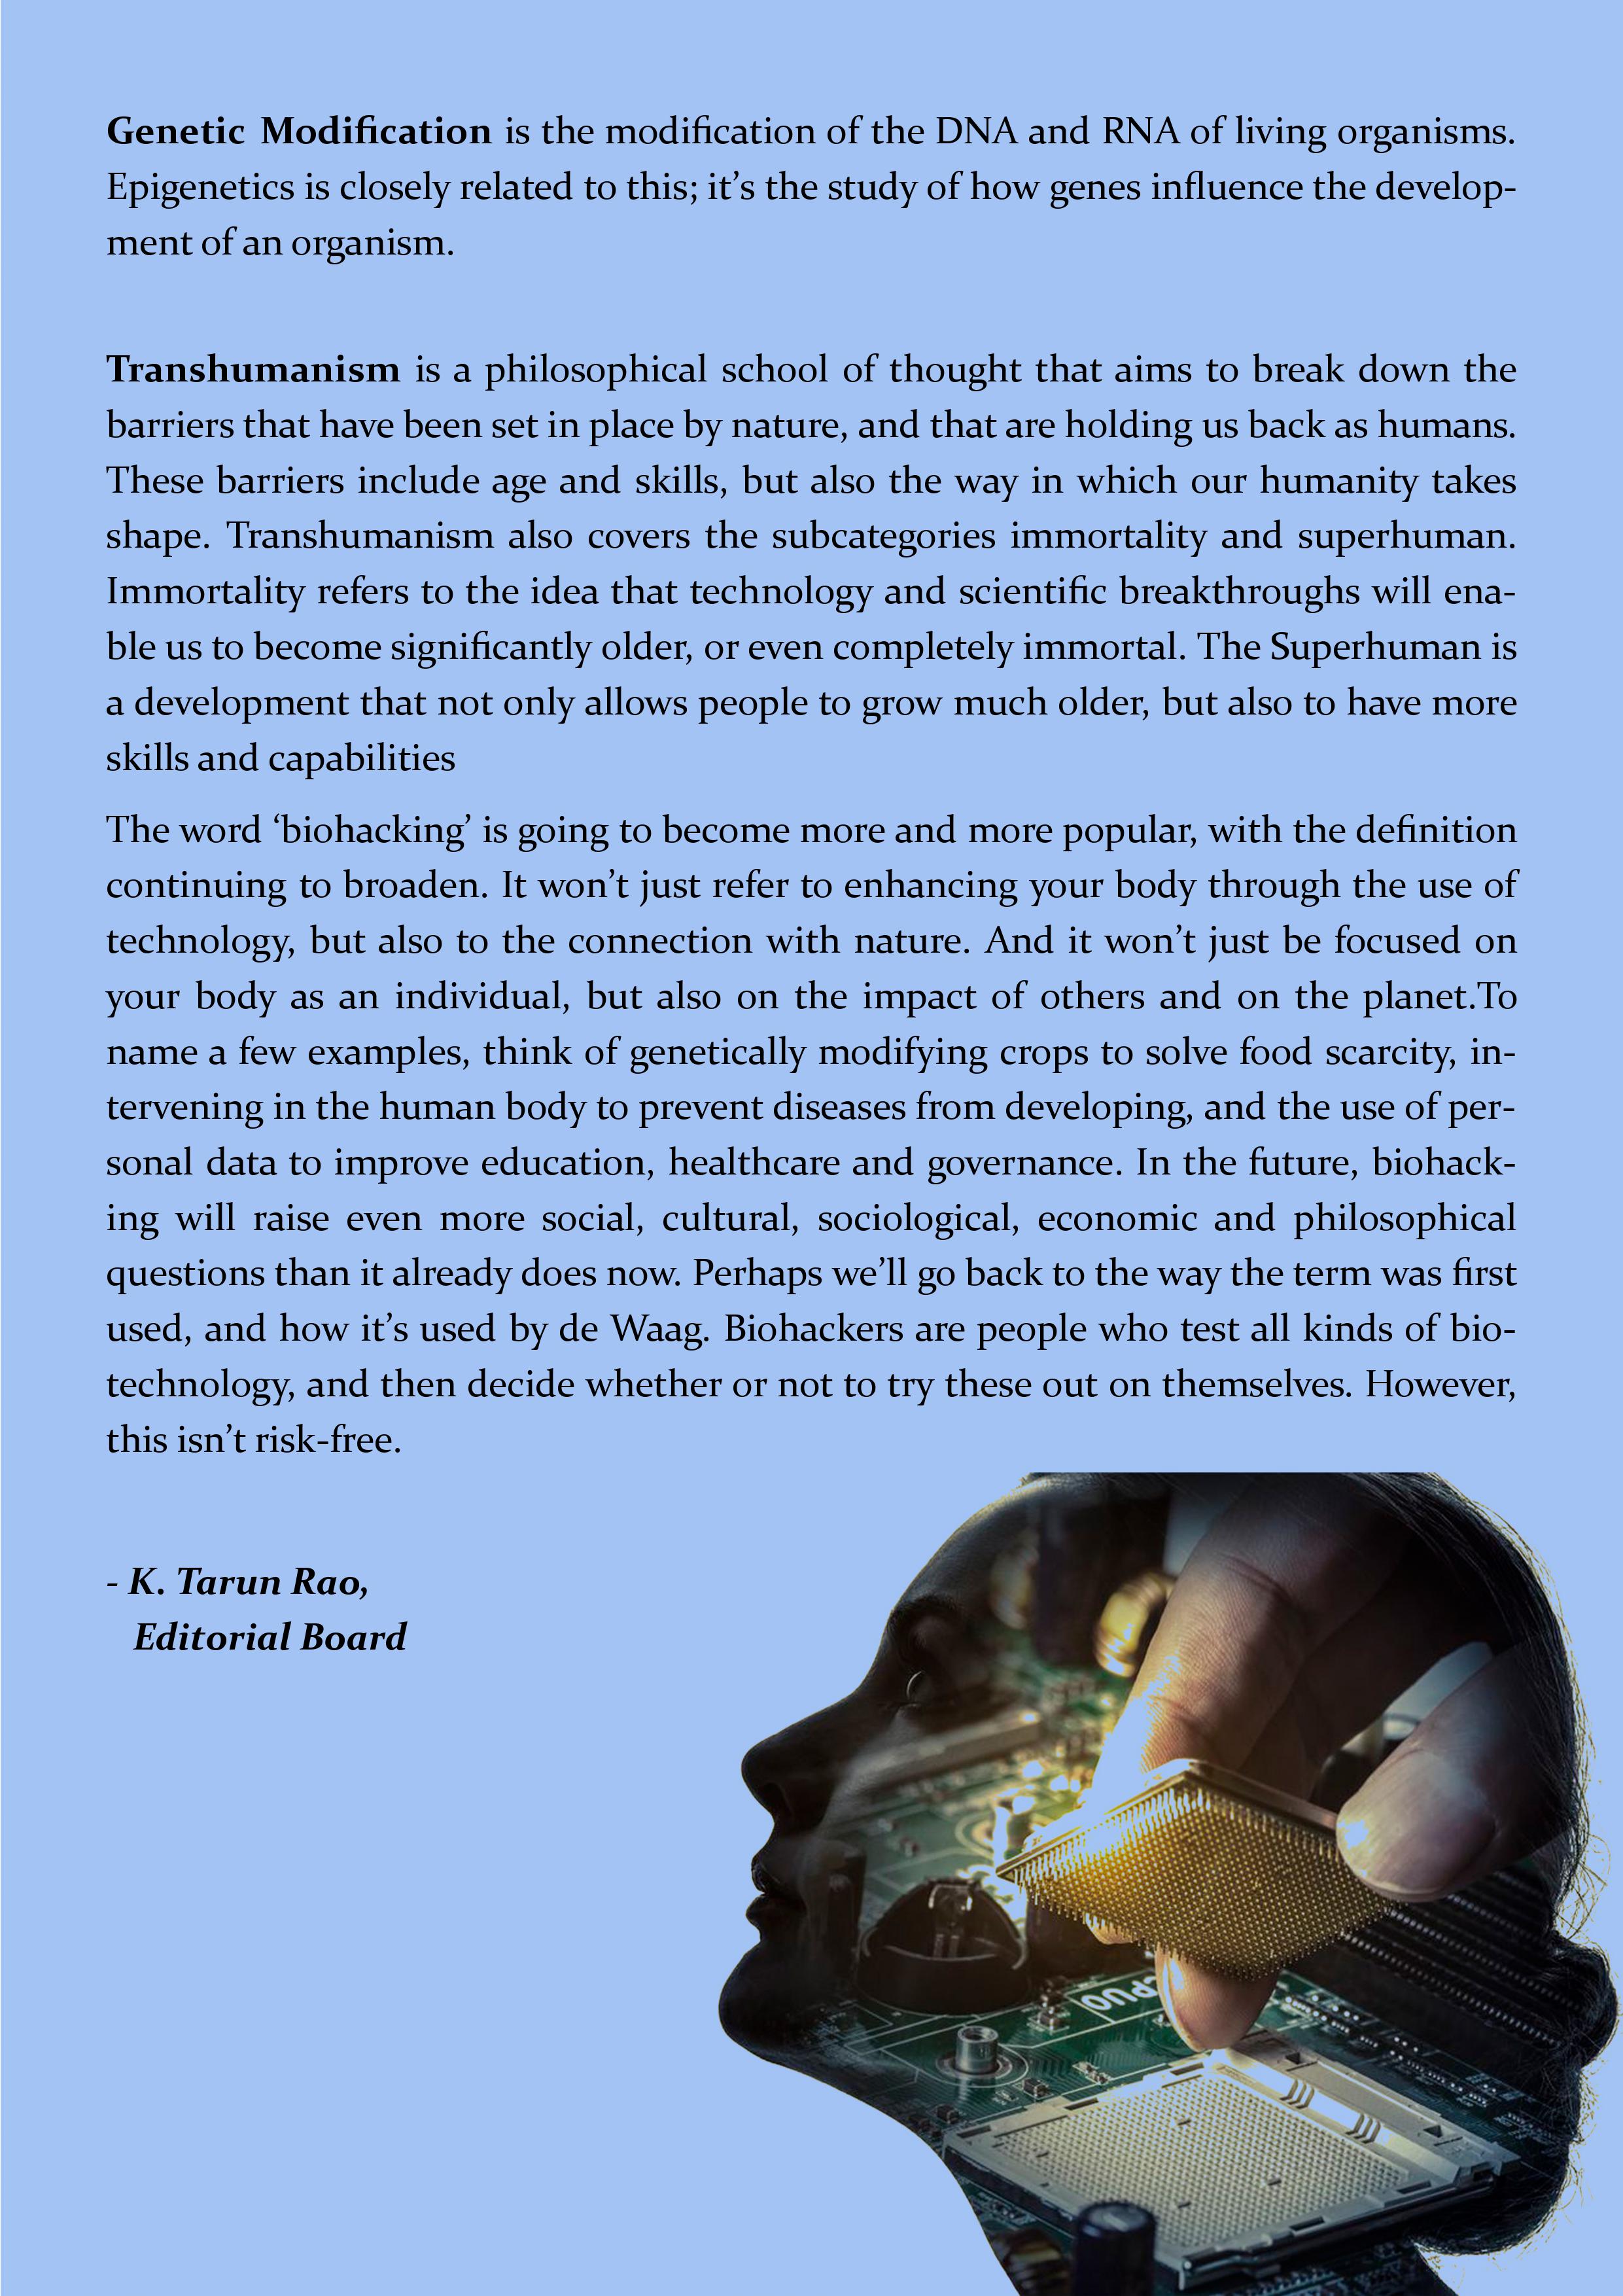 Genetic Modification is the modification of the DNA and RNA of living organisms.
Epigenetics is closely related to this; it’s the study of how genes influence the develop-
ment of an organism.
Transhumanism is a philosophical school of thought that aims to break down the
barriers that have been set in place by nature, and that are holding us back as humans.
These barriers include age and skills, but also the way in which our humanity takes
shape. Transhumanism also covers the subcategories immortality and superhuman.
Immortality refers to the idea that technology and scientific breakthroughs will ena-
ble us to become significantly older, or even completely immortal. The Superhuman is
a development that not only allows people to grow much older, but also to have more
skills and capabilities
The word ‘biohacking’ is going to become more and more popular, with the definition
continuing to broaden. It won’t just refer to enhancing your body through the use of
technology, but also to the connection with nature. And it won’t just be focused on
your body as an individual, but also on the impact of others and on the planet.To
name a few examples, think of genetically modifying crops to solve food scarcity, in-
tervening in the human body to prevent diseases from developing, and the use of per-
sonal data to improve education, healthcare and governance. In the future, biohack-
ing will raise even more social, cultural, sociological, economic and philosophical
questions than it already does now. Perhaps we’ll go back to the way the term was first
used, and how it’s used by de Waag. Biohackers are people who test all kinds of bio-
technology, and then decide whether or not to try these out on themselves. However,
this isn’t risk-free.
- K. Tarun Rao,
Editorial Board
CPU0